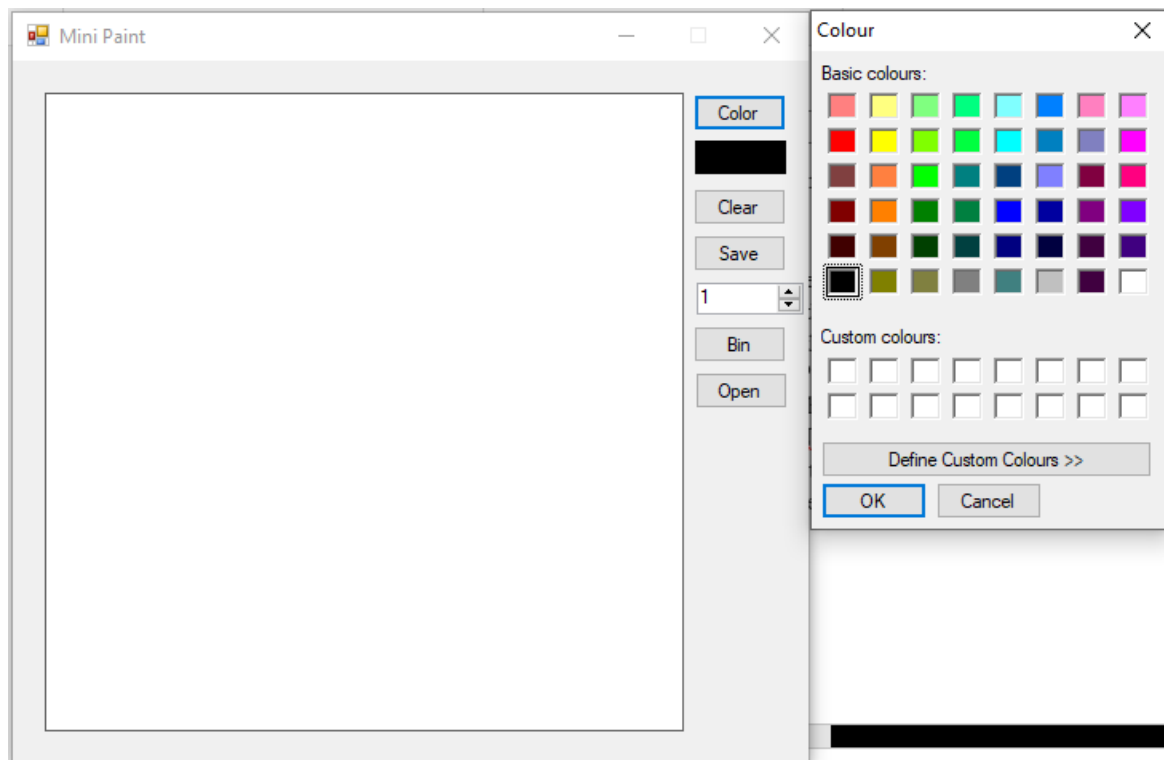 Mini Paint
Color
Clear
Save
1
Bin
Open
Colour
Basic colours:
Custom colours:
Define Custom Colours >>
OK
Cancel